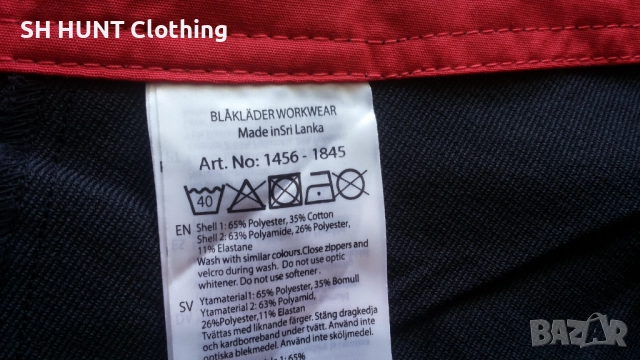 SH HUNT Clothing
BLÅKLÄDER WORKWEAR
Made inSri Lanka
Art. No: 1456 - 1845
40
EN Shell 1: 65% Polyester, 35% Cotton
Shell 2: 63% Polyamide, 26% Polyester,
11% Elastane
Wash with similar colours.Close zippers and
velcro during wash. Do not use optic
whitener. Do not use softener .
SV Ytamaterial1: 65% Polyester, 35% Bomull
Ytamaterial 2: 63% Polyamid,
26%Polyester,11% Elastan
Tvättas med liknande färger. Stäng dragkedja
och kardborreband under tvätt. Använd inte
optiska blekmedel. Använd inte sköljmedel.
1: 65%
BAZAR